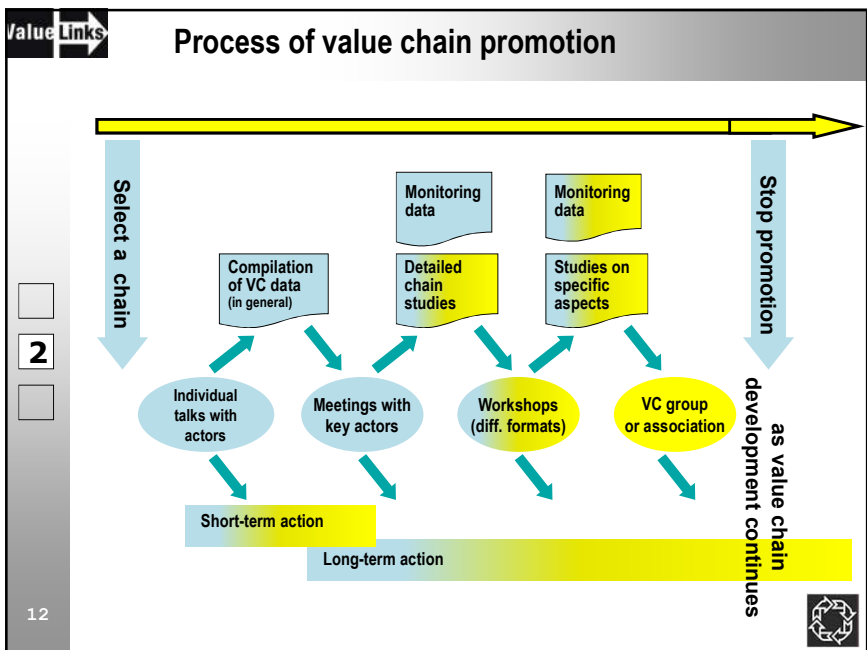 Value Links
Process of value chain promotion
Select a chain
Monitoring
data
Monitoring
data
Stop promotion
Compilation
of VC data
(in general)
Detailed
chain
studies
Studies on
specific
aspects
2
Individual
talks with
actors
Meetings with
key actors
Workshops
(diff. formats)
VC group
or association
as value chain
development continues
Short-term action
Long-term action
12